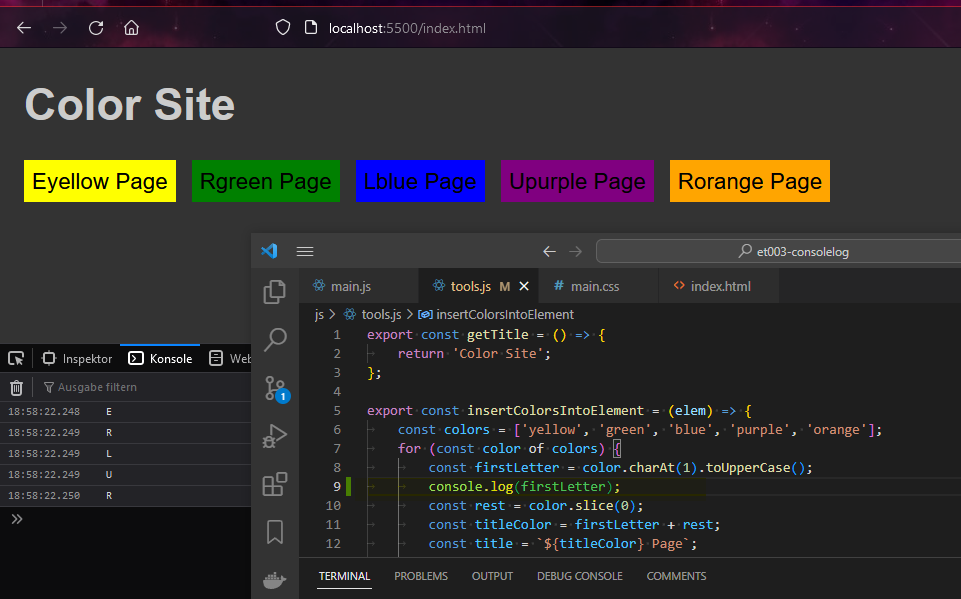 localhost:5500/index.html
Color Site
Eyellow Page Rgreen Page Lblue Page Upurple Page Rorange Page
et003-consolelog
main.js tools.js M main.css index.html
js > tools.js > insertColorsIntoElement
1 export const getTitle = () => {
2 return 'Color Site';
3 };
4
5 export const insertColorsIntoElement = (elem) => {
6 const colors = ['yellow', 'green', 'blue', 'purple', 'orange'];
7 for (const color of colors) {
8 const firstLetter = color.charAt(1).toUpperCase();
9 console.log(firstLetter);
10 const rest = color.slice(0);
11 const titleColor = firstLetter + rest;
12 const title = `${titleColor} Page`;
1
TERMINAL PROBLEMS OUTPUT DEBUG CONSOLE COMMENTS
Inspektor Konsole Web
Ausgabe filtern
18:58:22.248 E
18:58:22.249 R
18:58:22.249 L
18:58:22.249 U
18:58:22.250 R